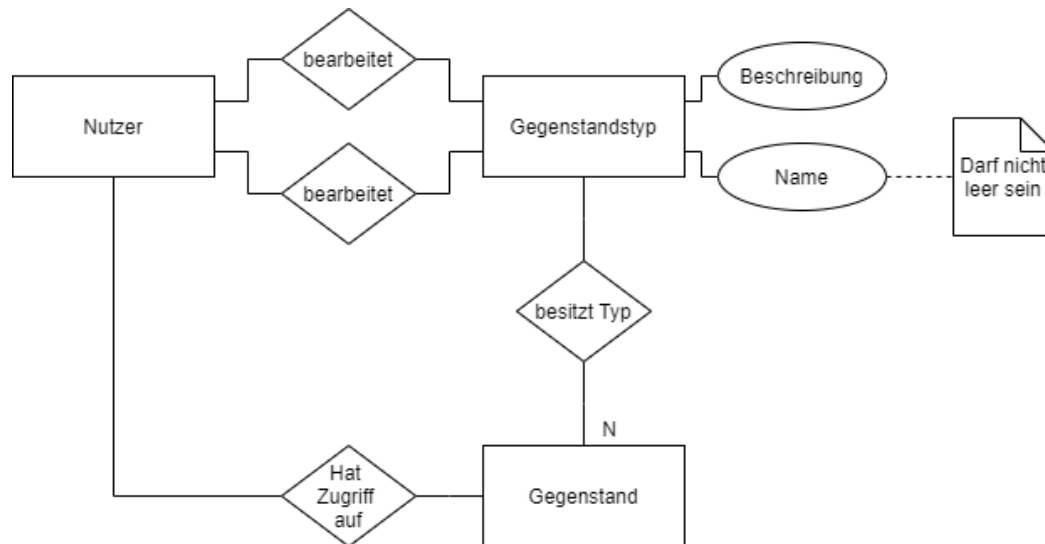 bearbeitet
Nutzer
Gegenstandstyp
Beschreibung
bearbeitet
Name
Darf nicht
leer sein
besitzt Typ
N
Hat
Zugriff
auf
Gegenstand